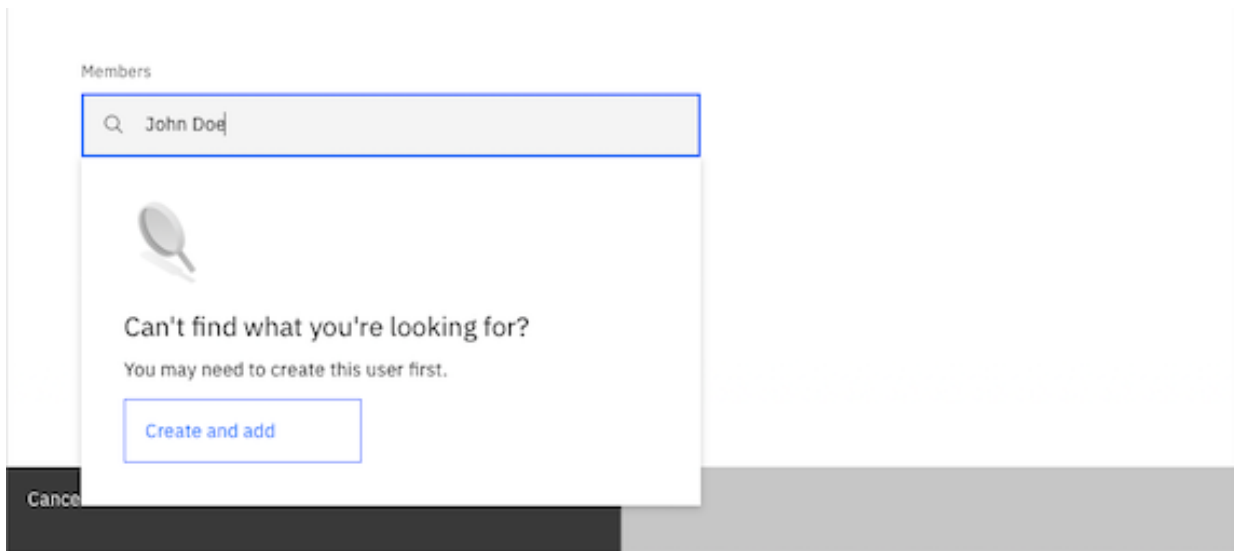 Members
John Doe
Can't find what you're looking for?
You may need to create this user first.
Create and add
Cance